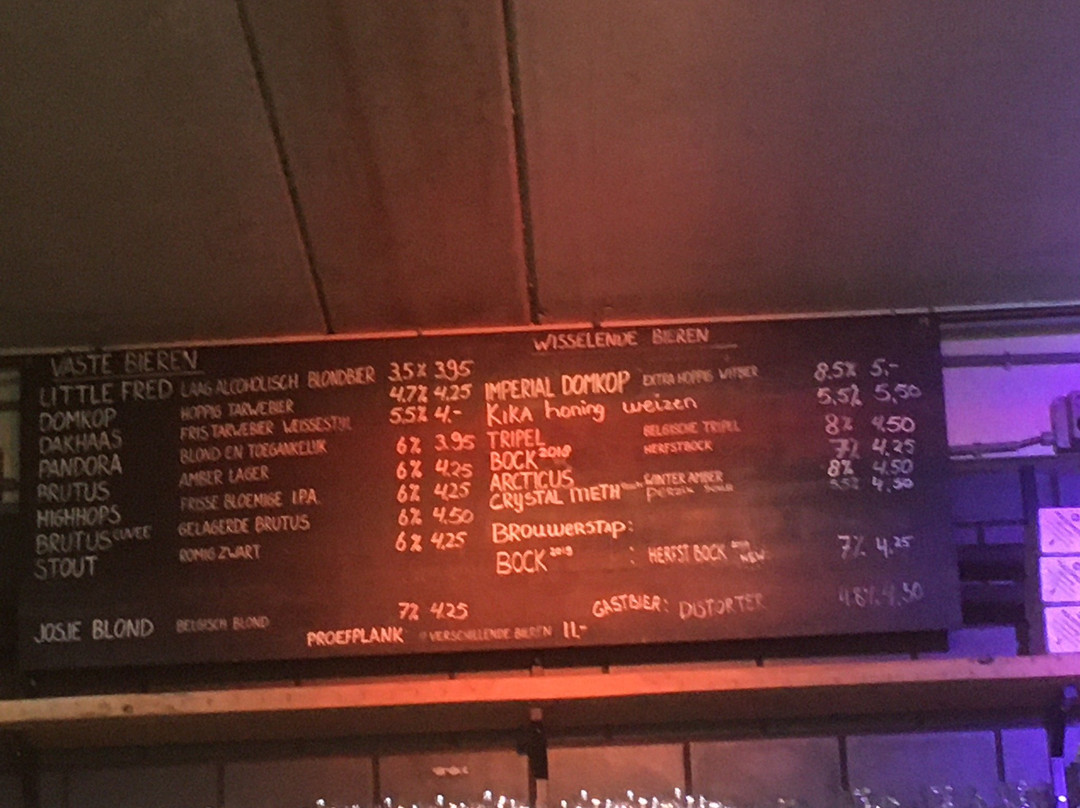 VASTE BIEREN
LITTLE FRED LAAG ALCOHOLISCH BLONDBIER 3.5% 3.95
DOMKOP HOPPIG TARWEBIER 4.7% 4,25
DAKHAAS FRIS TARWEBIER WEISSESTIJL 5.5% 4,-
PANDORA BLOND EN TOEGANKELIJK 6% 3.95
BRUTUS AMBER LAGER 6% 4,25
HIGHHOPS FRISSE BLOEMIGE I.P.A. 6% 4,25
BRUTUS CUVEE GELAGERDE BRUTUS 6% 4,50
STOUT ROMIG ZWART 6% 4,25
JOSJE BLOND BELGISCH BLOND 7% 4,25
WISSELENDE BIEREN
IMPERIAL DOMKOP EXTRA HOPPIG WITBIER 8.5% 5,-
KIKA honing weizen 5,5% 5,50
TRIPEL BELGISCHE TRIPEL 8% 4,50
BOCK 2018 HERFSTBOCK 7% 4,25
ARCTICUS WINTER AMBER 8% 4,50
CRYSTAL METH PERZIK 4,50
BROUWERSTAP:
BOCK 2019 : HERFST BOCK 7% 4,25
GASTBIER: DISTORTER 4,50
PROEFPLANK VERSCHILLENDE BIEREN 11,-